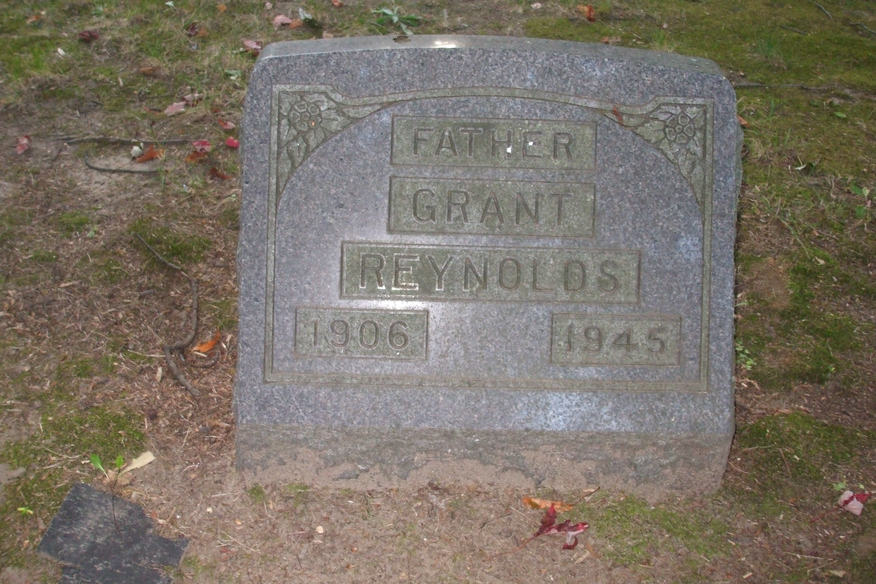 FATHER
GRANT
REYNOLDS
1906 1945